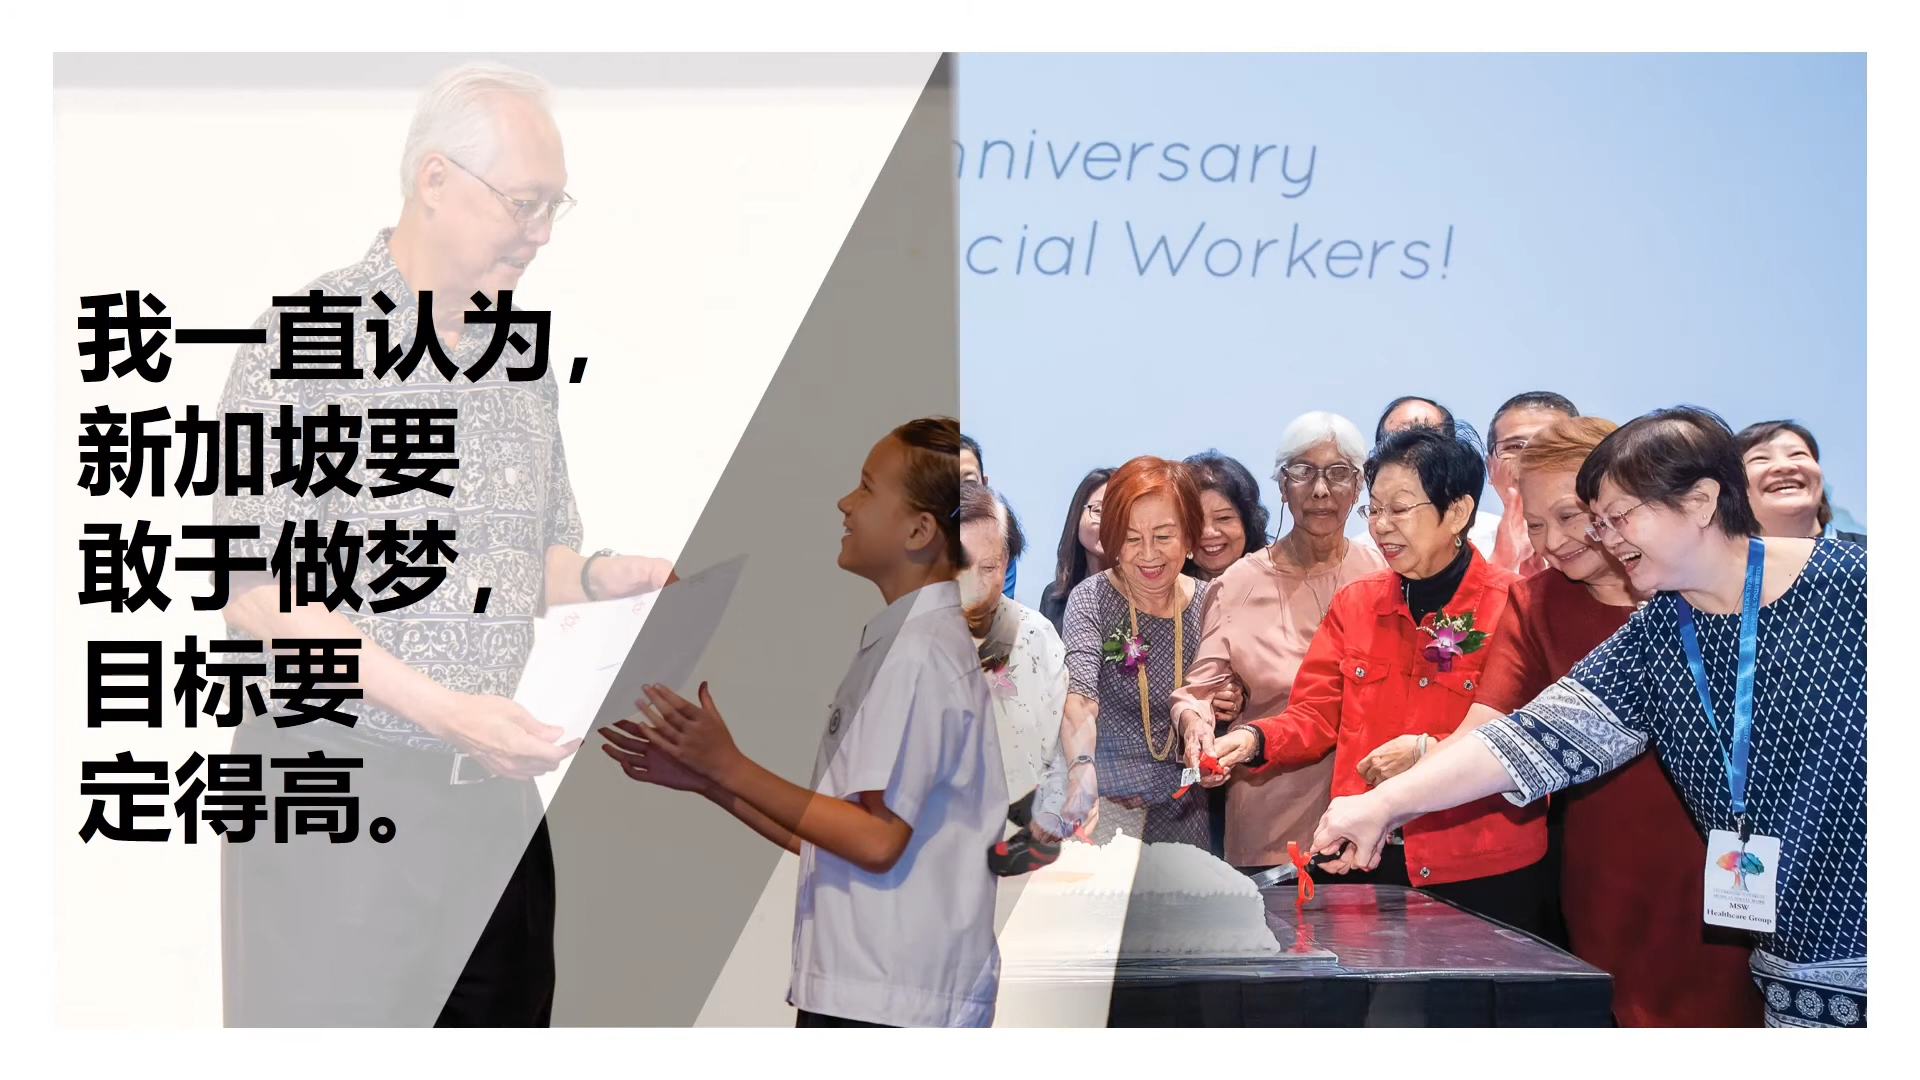 我一直认为，
新加坡要
敢于做梦，
目标要
定得高。
nniversary
cial Workers!
MSW
Healthcare Group